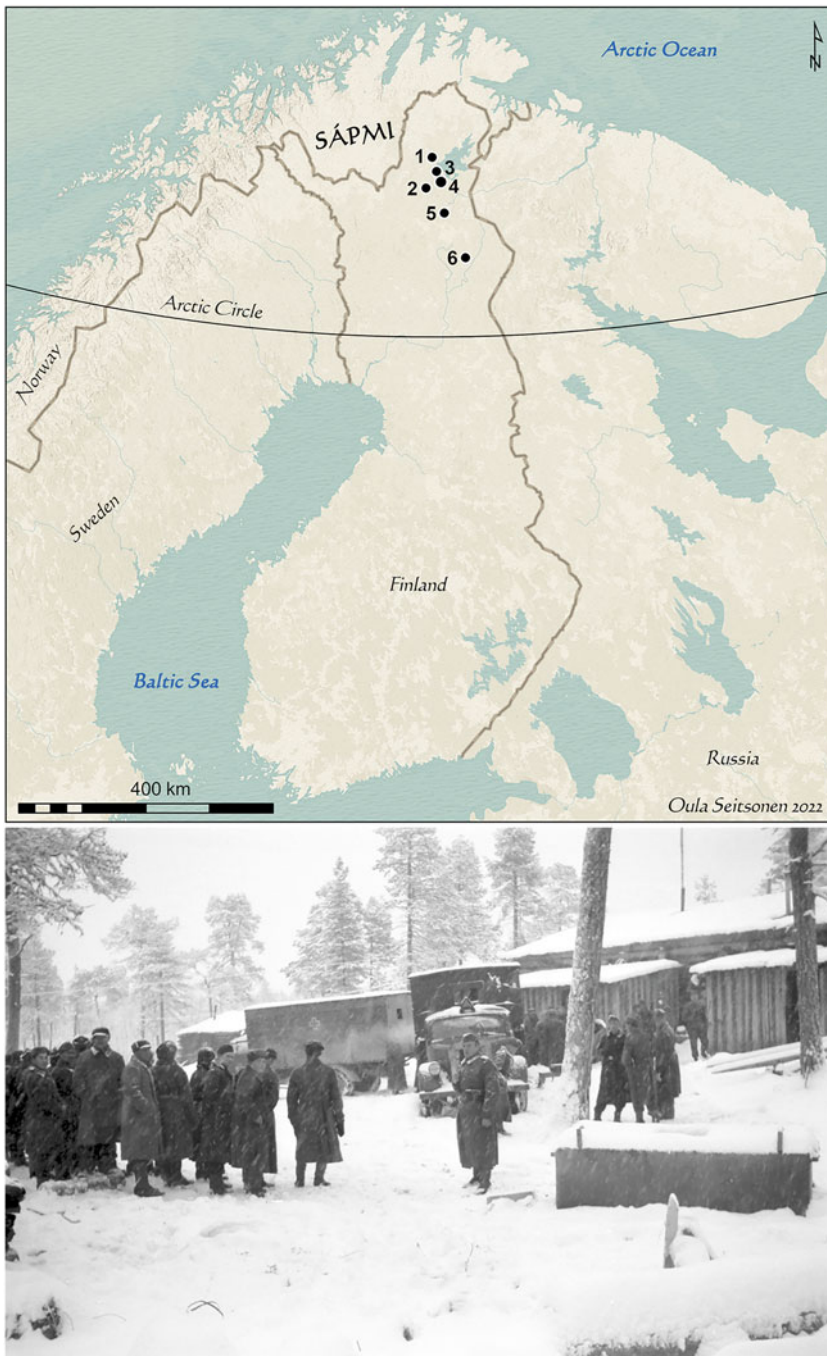 Arctic Ocean
N
SÁPMI
1
3
4
2
5
6
Arctic Circle
Norway
Sweden
Finland
Baltic Sea
Russia
400 km
Oula Seitsonen 2022